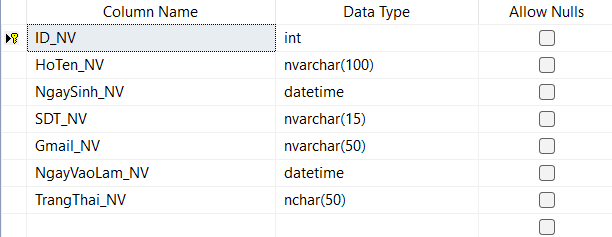 Column Name Data Type Allow Nulls
ID_NV int
HoTen_NV nvarchar(100)
NgaySinh_NV datetime
SDT_NV nvarchar(15)
Gmail_NV nvarchar(50)
NgayVaoLam_NV datetime
TrangThai_NV nchar(50)